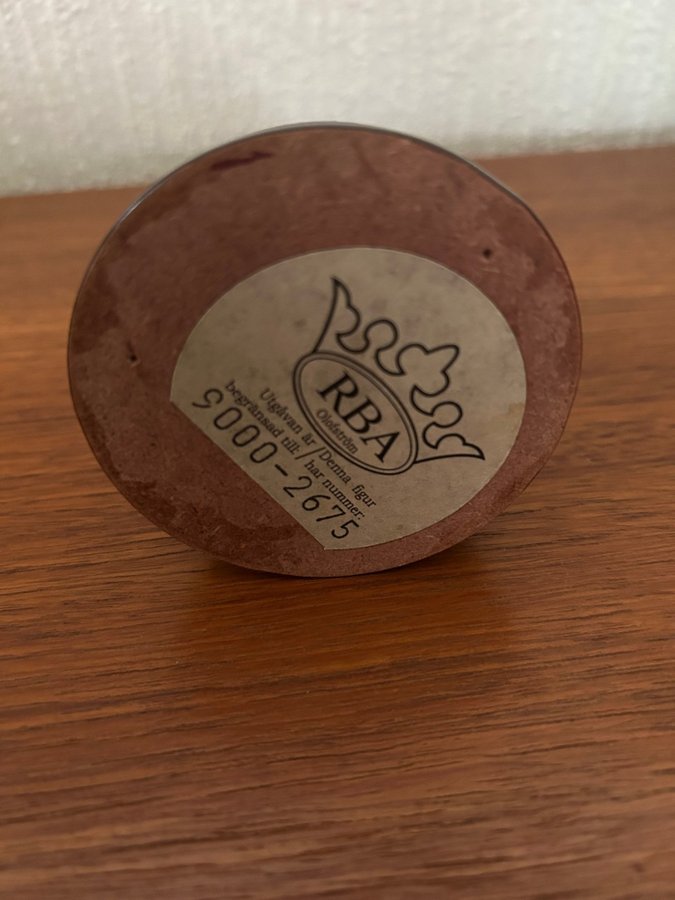 RBA
Olofström
Utgåvan är / Denna figur
begränsad till: / har nummer:
5000-2675